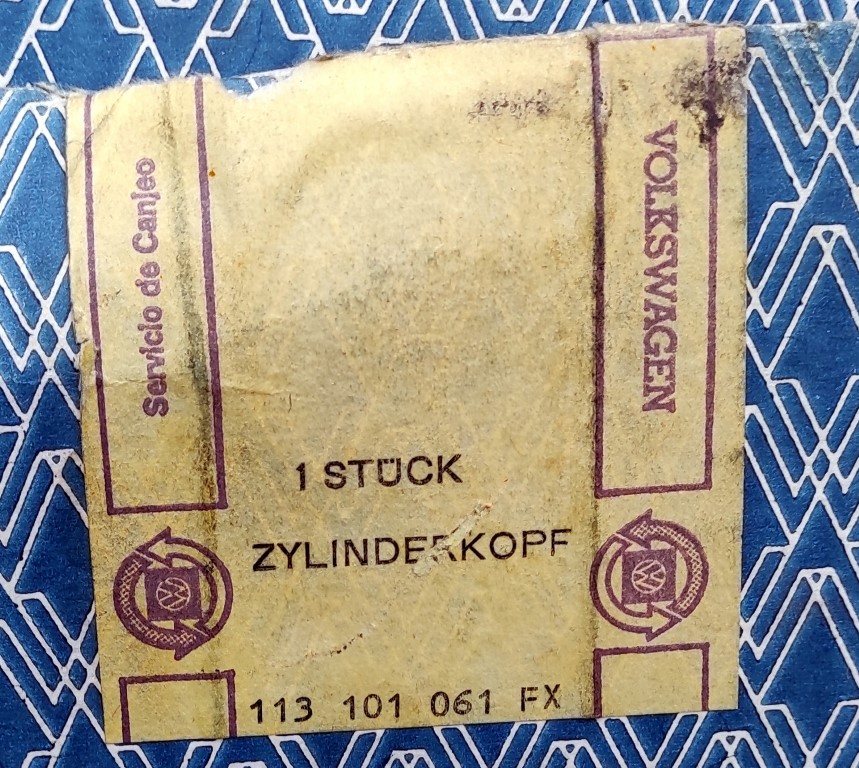 Servicio de Canjeo
VOLKSWAGEN
1 STÜCK
ZYLINDERKOPF
113 101 061 FX